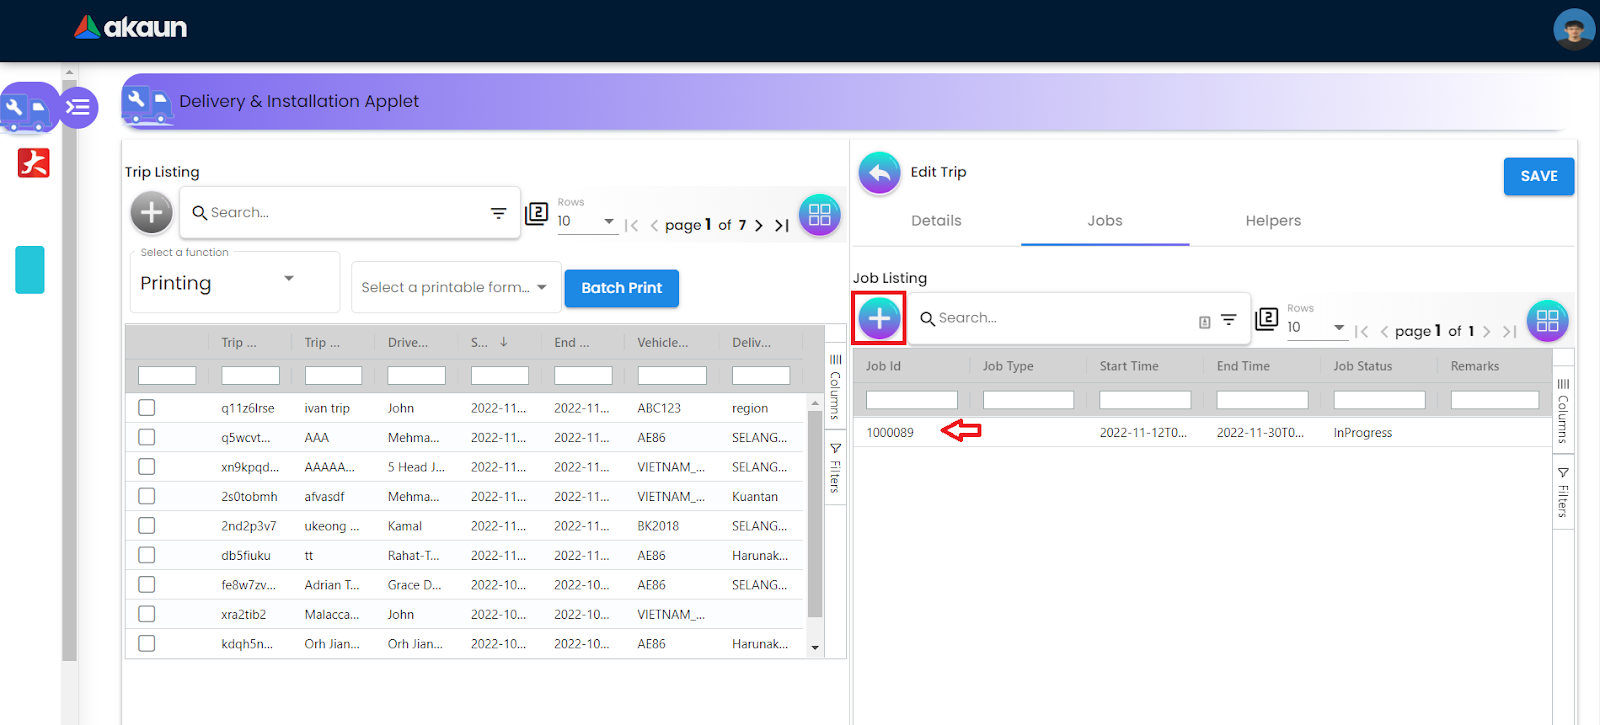 akaun
Delivery & Installation Applet
Trip Listing
Search...
2
Rows
10
page 1 of 7
Select a function
Printing
Select a printable form...
Batch Print
Trip ... Trip ... Drive... S... End ... Vehicle... Deliv...
q11z6lrse ivan trip John 2022-11... 2022-11... ABC123 region
q5wcvt... AAA Mehma... 2022-11... 2022-11... AE86 SELANG...
xn9kpqd... AAAAA... 5 Head J... 2022-11... 2022-11... VIETNAM_... SELANG...
2s0tobmh afvasdf Mehma... 2022-11... 2022-11... VIETNAM_... Kuantan
2nd2p3v7 ukeong ... Kamal 2022-11... 2022-11... BK2018 SELANG...
db5fiuku tt Rahat-T... 2022-11... 2022-11... AE86 Harunak...
fe8w7zv... Adrian T... Grace D... 2022-10... 2022-10... AE86 SELANG...
xra2tib2 Malacca... John 2022-10... 2022-10... VIETNAM_...
kdqh5n... Orh Jian... Orh Jian... 2022-10... 2022-10... AE86 Harunak...
Columns
Filters
Edit Trip
SAVE
Details Jobs Helpers
Job Listing
Search...
2
Rows
10
page 1 of 1
Job Id Job Type Start Time End Time Job Status Remarks
1000089 2022-11-12T0... 2022-11-30T0... InProgress
Columns
Filters